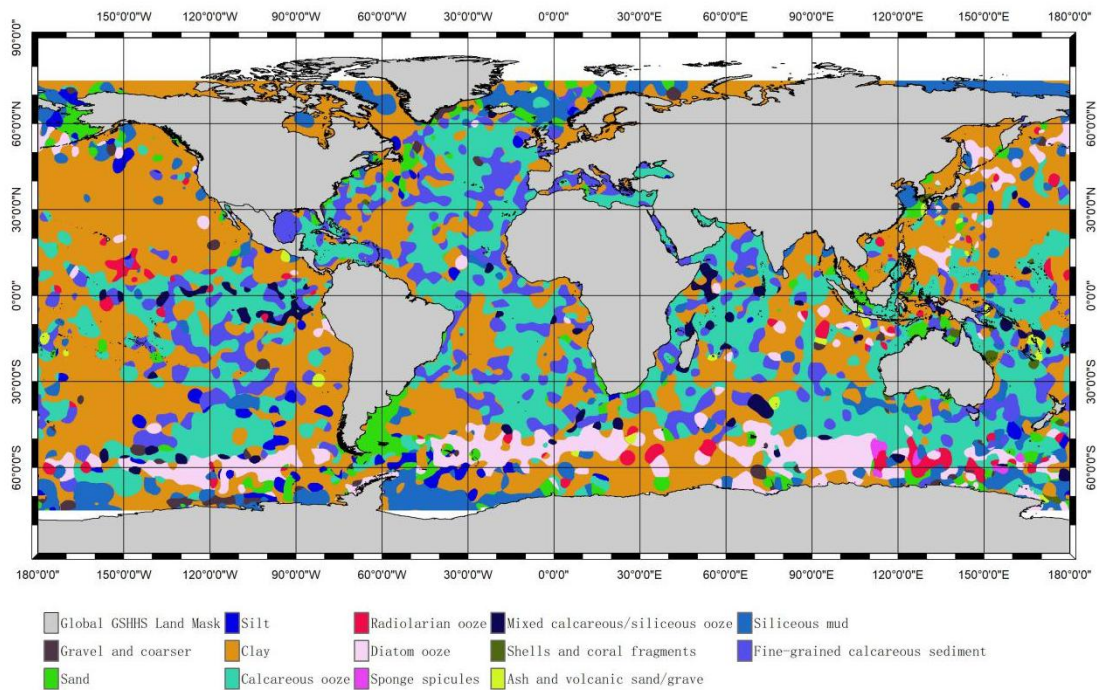 150°0'0"W 120°0'0"W 90°0'0"W 60°0'0"W 30°0'0"W 0°0'0" 30°0'0"E 60°0'0"E 90°0'0"E 120°0'0"E 150°0'0"E 180°0'0"
90°0'0"N
60°0'0"N 60°0'0"N
30°0'0"N 30°0'0"N
0°0'0" 0°0'0"
30°0'0"S 30°0'0"S
60°0'0"S 60°0'0"S
180°0'0" 150°0'0"W 120°0'0"W 90°0'0"W 60°0'0"W 30°0'0"W 0°0'0" 30°0'0"E 60°0'0"E 90°0'0"E 120°0'0"E 150°0'0"E 180°0'0"
Global GSHHS Land Mask Silt Radiolarian ooze Mixed calcareous/siliceous ooze Siliceous mud
Gravel and coarser Clay Diatom ooze Shells and coral fragments Fine-grained calcareous sediment
Sand Calcareous ooze Sponge spicules Ash and volcanic sand/grave